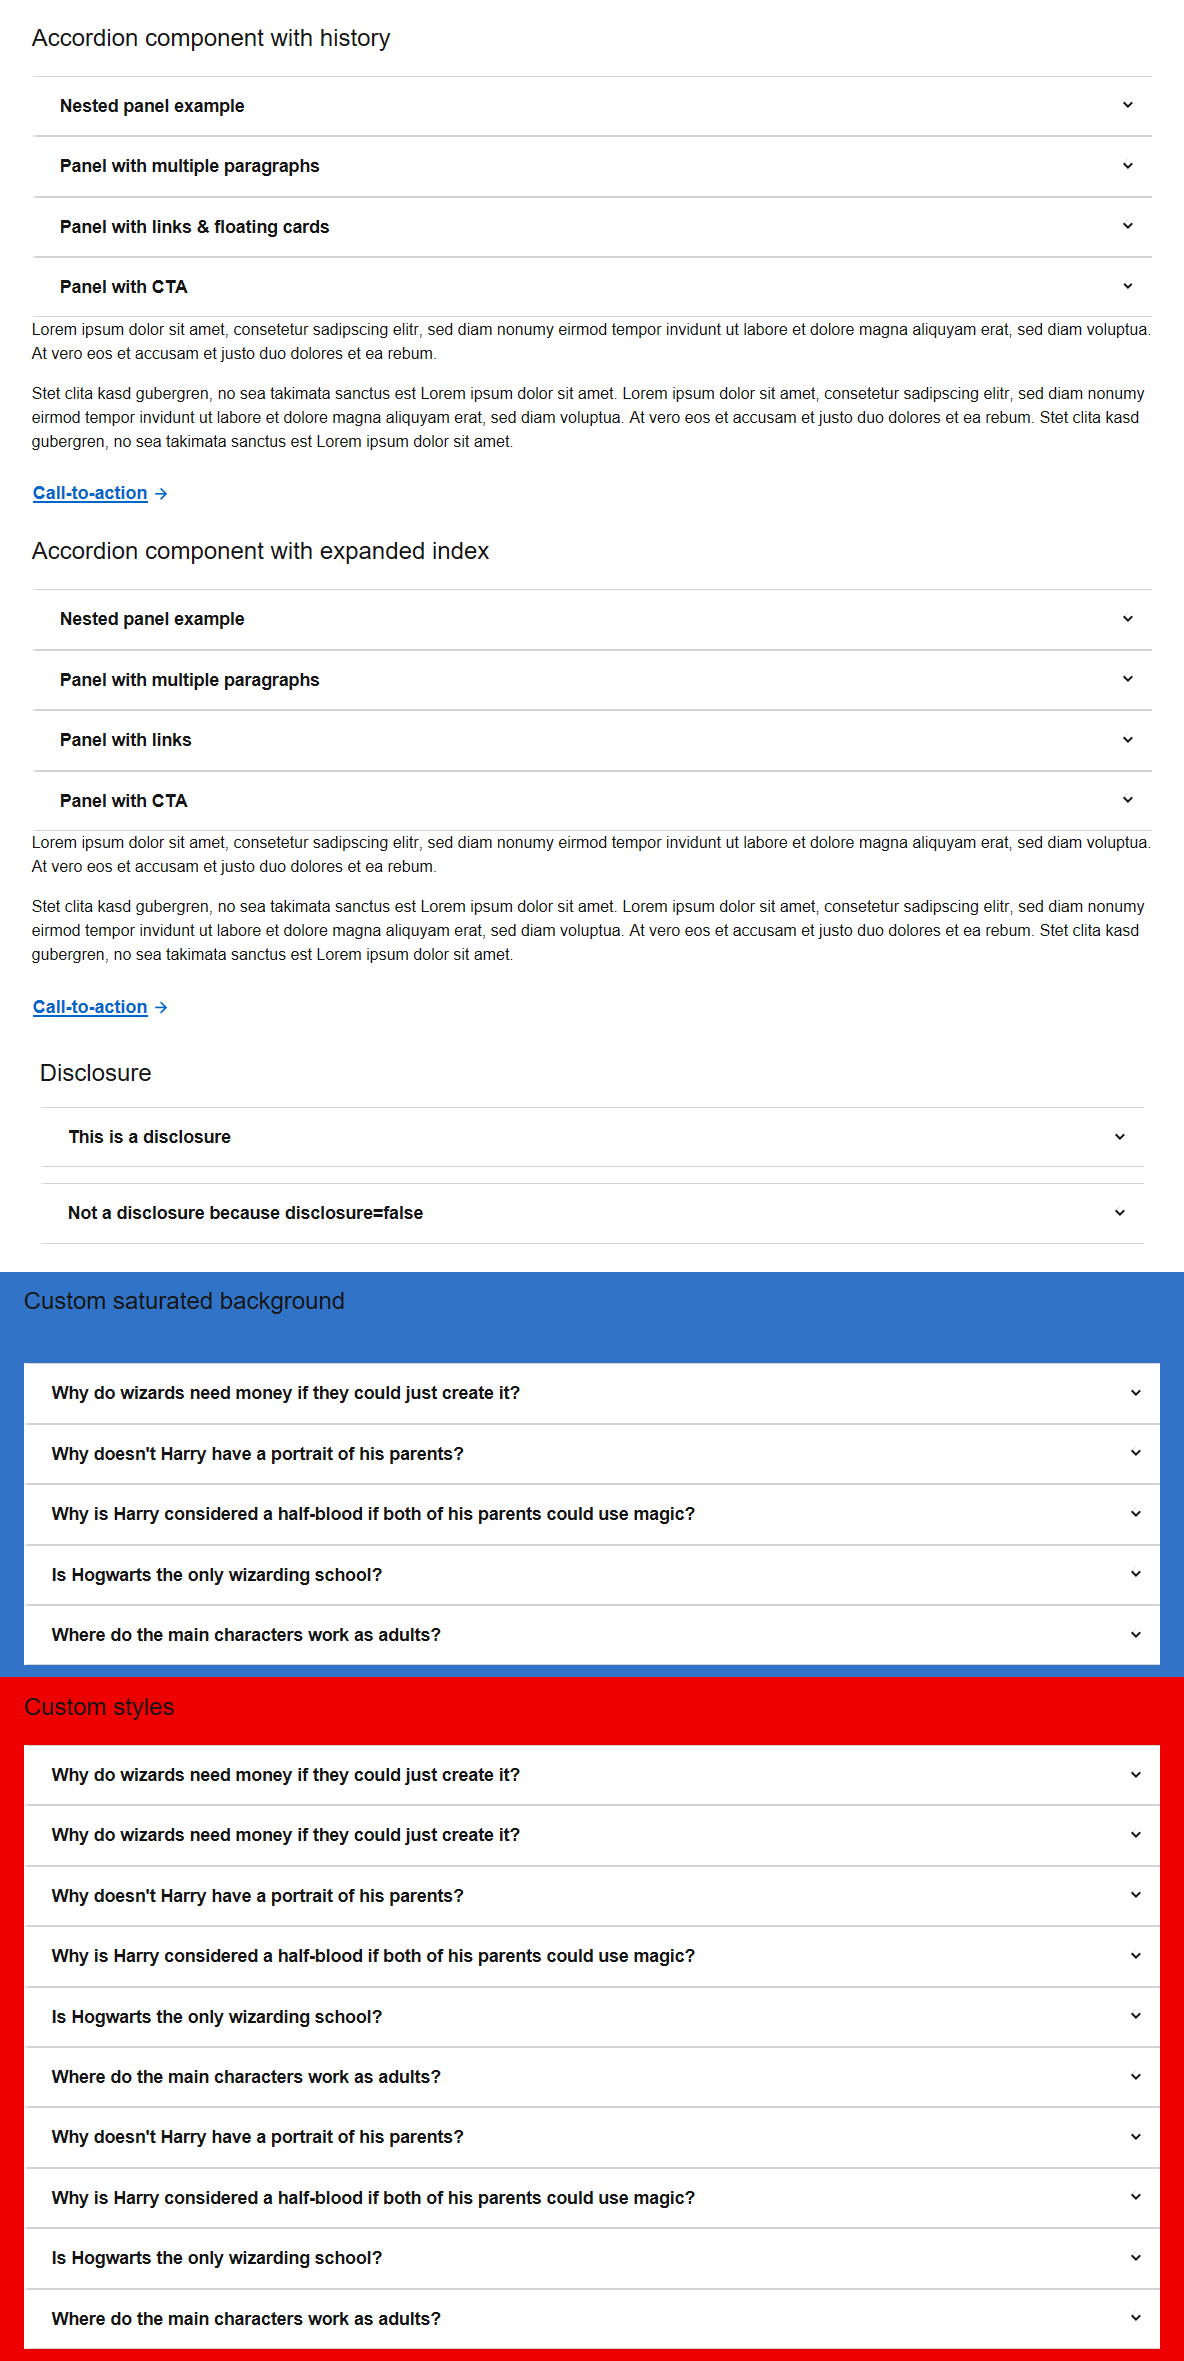 Accordion component with history
Nested panel example
Panel with multiple paragraphs
Panel with links & floating cards
Panel with CTA
Lorem ipsum dolor sit amet, consetetur sadipscing elitr, sed diam nonumy eirmod tempor invidunt ut labore et dolore magna aliquyam erat, sed diam voluptua.
At vero eos et accusam et justo duo dolores et ea rebum.
Stet clita kasd gubergren, no sea takimata sanctus est Lorem ipsum dolor sit amet. Lorem ipsum dolor sit amet, consetetur sadipscing elitr, sed diam nonumy
eirmod tempor invidunt ut labore et dolore magna aliquyam erat, sed diam voluptua. At vero eos et accusam et justo duo dolores et ea rebum. Stet clita kasd
gubergren, no sea takimata sanctus est Lorem ipsum dolor sit amet.
Call-to-action
Accordion component with expanded index
Nested panel example
Panel with multiple paragraphs
Panel with links
Panel with CTA
Lorem ipsum dolor sit amet, consetetur sadipscing elitr, sed diam nonumy eirmod tempor invidunt ut labore et dolore magna aliquyam erat, sed diam voluptua.
At vero eos et accusam et justo duo dolores et ea rebum.
Stet clita kasd gubergren, no sea takimata sanctus est Lorem ipsum dolor sit amet. Lorem ipsum dolor sit amet, consetetur sadipscing elitr, sed diam nonumy
eirmod tempor invidunt ut labore et dolore magna aliquyam erat, sed diam voluptua. At vero eos et accusam et justo duo dolores et ea rebum. Stet clita kasd
gubergren, no sea takimata sanctus est Lorem ipsum dolor sit amet.
Call-to-action
Disclosure
This is a disclosure
Not a disclosure because disclosure=false
Custom saturated background
Why do wizards need money if they could just create it?
Why doesn't Harry have a portrait of his parents?
Why is Harry considered a half-blood if both of his parents could use magic?
Is Hogwarts the only wizarding school?
Where do the main characters work as adults?
Custom styles
Why do wizards need money if they could just create it?
Why do wizards need money if they could just create it?
Why doesn't Harry have a portrait of his parents?
Why is Harry considered a half-blood if both of his parents could use magic?
Is Hogwarts the only wizarding school?
Where do the main characters work as adults?
Why doesn't Harry have a portrait of his parents?
Why is Harry considered a half-blood if both of his parents could use magic?
Is Hogwarts the only wizarding school?
Where do the main characters work as adults?